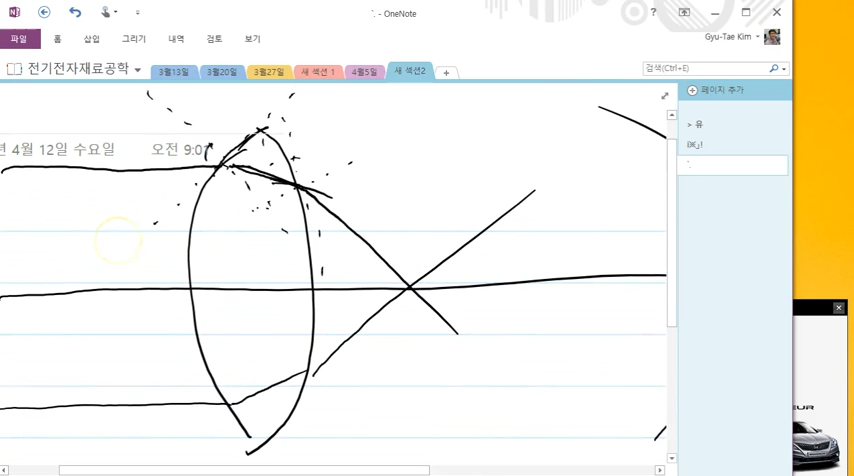 `. - OneNote
?
파일
홈
삽입
그리기
내역
검토
보기
Gyu-Tae Kim
전기전자재료공학
3월13일
3월20일
3월27일
새 섹션 1
4월5일
새 섹션2
+
검색(Ctrl+E)
페이지 추가
년 4월 12일 수요일
오전 9:01
> 유
`.
EUR